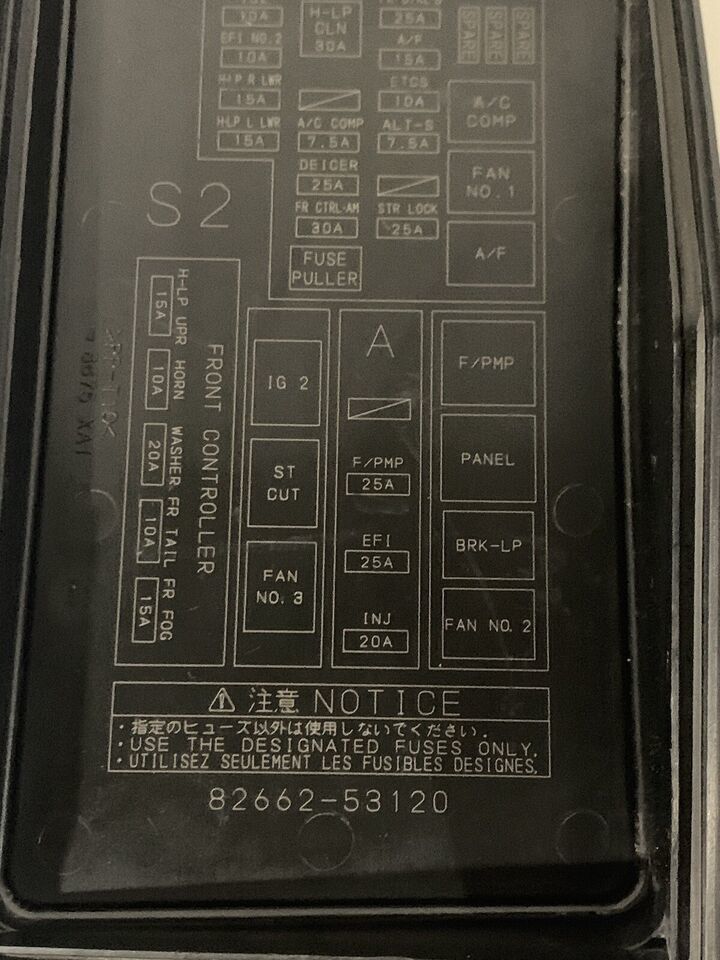 10A
H-LP
CLN
30A
25A
SPARE
SPARE
SPARE
EFI NO.2
10A
A/F
15A
H-LP R LWR
15A
ETCS
10A
A/C
COMP
H-LP L LWR
15A
A/C COMP
7.5A
ALT-S
7.5A
DEICER
25A
FAN
NO.1
FR CTRL-AM
30A
STR LOCK
25A
S2
FUSE
PULLER
A/F
FRONT CONTROLLER
H-LP UPR
15A
HORN
10A
WASHER
20A
FR TAIL
10A
FR FOG
15A
IG 2
ST
CUT
FAN
NO.3
A
F/PMP
25A
EFI
25A
INJ
20A
F/PMP
PANEL
BRK-LP
FAN NO.2
注意 NOTICE
・指定のヒューズ以外は使用しないでください.
・USE THE DESIGNATED FUSES ONLY.
・UTILISEZ SEULEMENT LES FUSIBLES DESIGNES.
82662-53120